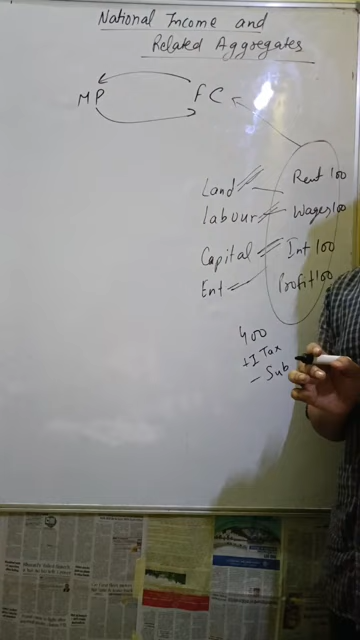 National Income and
Related Aggregates
MP FC
Land Rent 100
labour Wages 100
Capital Int 100
Ent Profit 100
400
+ I Tax
- Sub